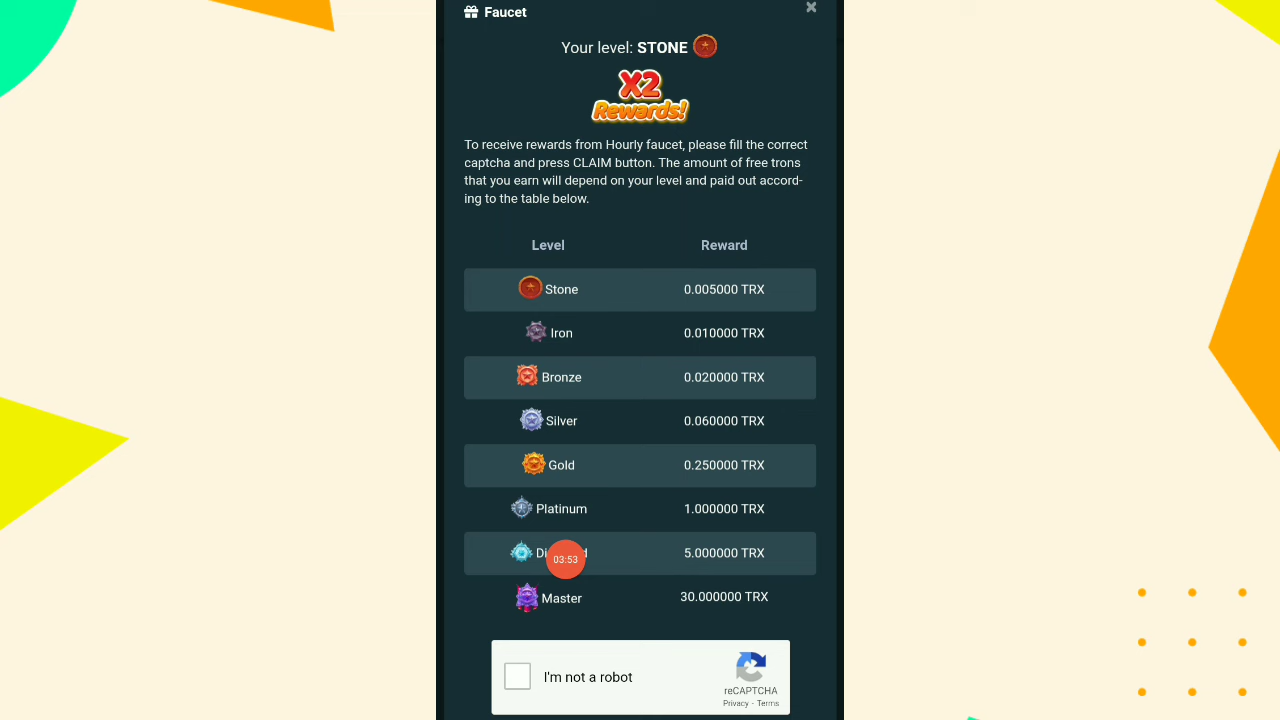 Faucet
×
Your level: STONE
X2
Rewards!
To receive rewards from Hourly faucet, please fill the correct
captcha and press CLAIM button. The amount of free trons
that you earn will depend on your level and paid out accord-
ing to the table below.
Level Reward
Stone 0.005000 TRX
Iron 0.010000 TRX
Bronze 0.020000 TRX
Silver 0.060000 TRX
Gold 0.250000 TRX
Platinum 1.000000 TRX
03:53 5.000000 TRX
Master 30.000000 TRX
I'm not a robot
reCAPTCHA
Privacy - Terms